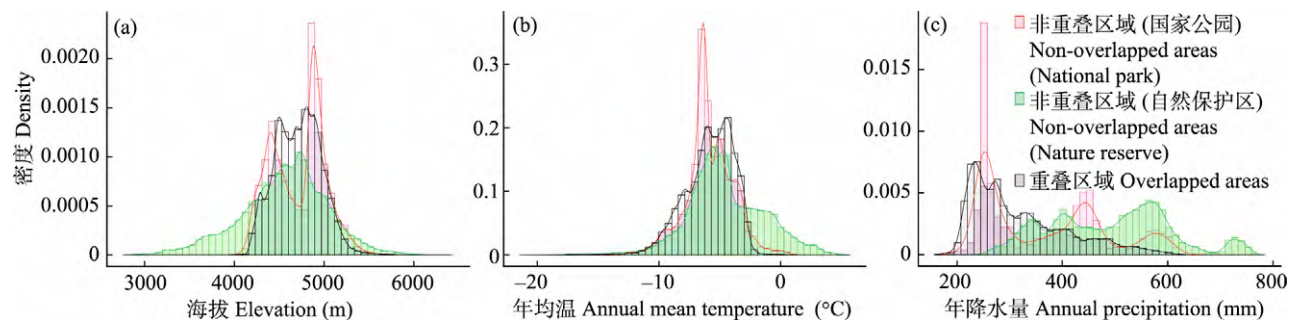 (a)
密度 Density
0.0020
0.0015
0.0010
0.0005
0
3000 4000 5000 6000
海拔 Elevation (m)
(b)
0.3
0.2
0.1
0
−20 −10 0
年均温 Annual mean temperature (°C)
(c)
0.015
0.010
0.005
0
200 400 600 800
年降水量 Annual precipitation (mm)
非重叠区域 (国家公园)
Non-overlapped areas
(National park)
非重叠区域 (自然保护区)
Non-overlapped areas
(Nature reserve)
重叠区域 Overlapped areas